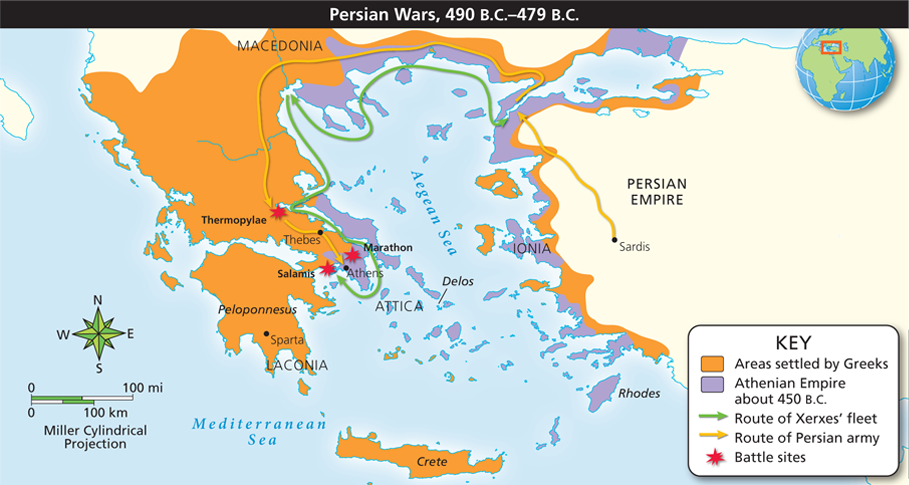 Persian Wars, 490 B.C.–479 B.C.
MACEDONIA
Aegean Sea
PERSIAN
EMPIRE
Thermopylae
Thebes
Marathon
IONIA
Sardis
Salamis
Athens
Delos
ATTICA
Peloponnesus
Sparta
LACONIA
N
W
E
S
0
100 mi
0
100 km
Miller Cylindrical
Projection
Mediterranean
Sea
Rhodes
Crete
KEY
Areas settled by Greeks
Athenian Empire
about 450 B.C.
Route of Xerxes’ fleet
Route of Persian army
Battle sites